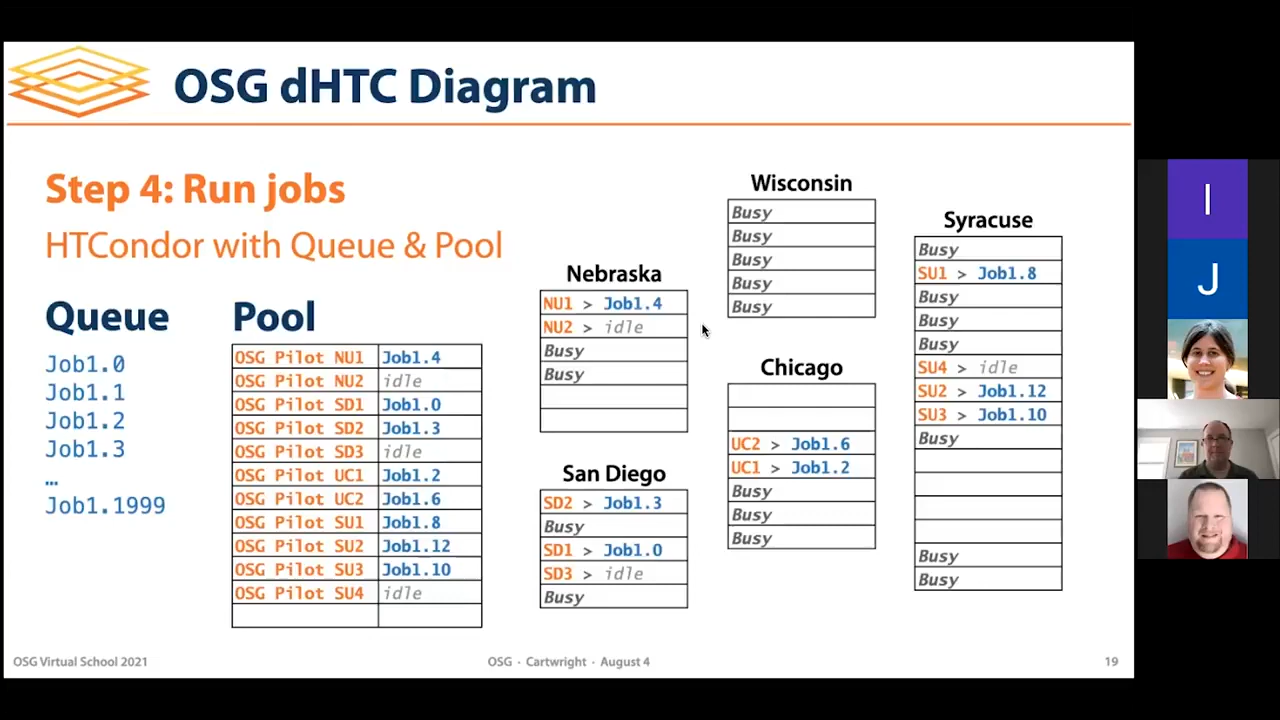 OSG dHTC Diagram
Step 4: Run jobs
HTCondor with Queue & Pool
Queue
Job1.0
Job1.1
Job1.2
Job1.3
…
Job1.1999
Pool
OSG Pilot NU1 Job1.4
OSG Pilot NU2 idle
OSG Pilot SD1 Job1.0
OSG Pilot SD2 Job1.3
OSG Pilot SD3 idle
OSG Pilot UC1 Job1.2
OSG Pilot UC2 Job1.6
OSG Pilot SU1 Job1.8
OSG Pilot SU2 Job1.12
OSG Pilot SU3 Job1.10
OSG Pilot SU4 idle
Nebraska
NU1 > Job1.4
NU2 > idle
Busy
Busy
San Diego
SD2 > Job1.3
Busy
SD1 > Job1.0
SD3 > idle
Busy
Wisconsin
Busy
Busy
Busy
Busy
Busy
Chicago
UC2 > Job1.6
UC1 > Job1.2
Busy
Busy
Busy
Syracuse
Busy
SU1 > Job1.8
Busy
Busy
Busy
SU4 > idle
SU2 > Job1.12
SU3 > Job1.10
Busy
Busy
Busy
OSG Virtual School 2021
OSG · Cartwright · August 4
19
I
J